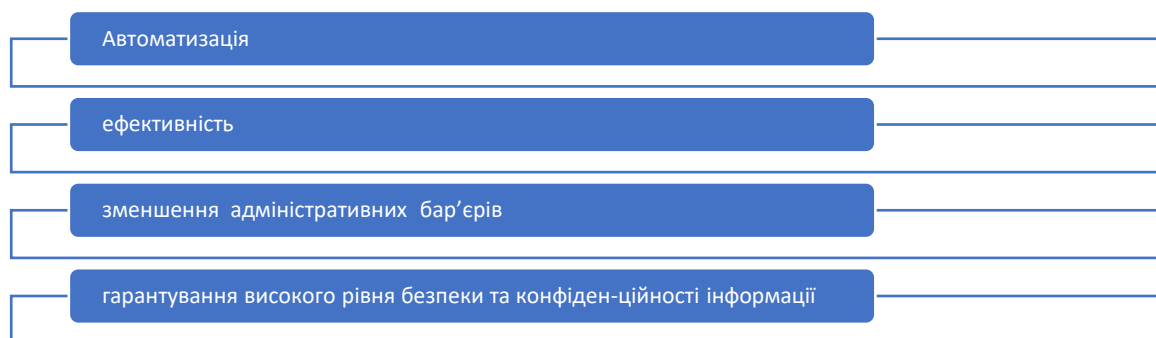 Автоматизація
ефективність
зменшення адміністративних бар’єрів
гарантування високого рівня безпеки та конфіден-ційності інформації